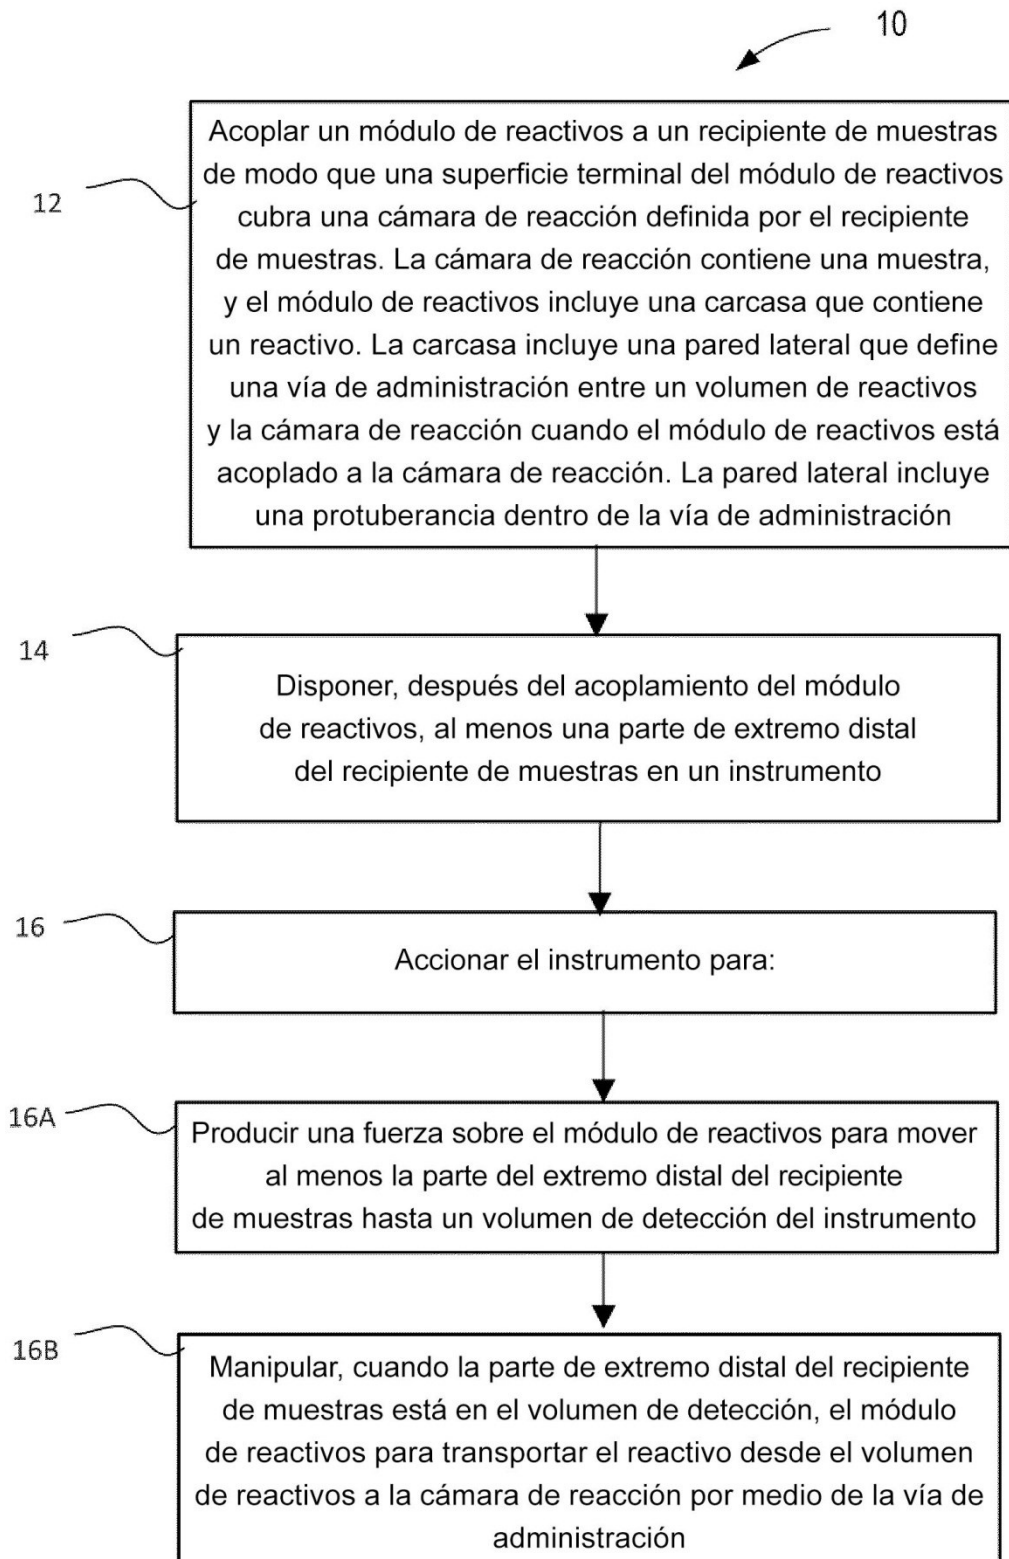 10
12
Acoplar un módulo de reactivos a un recipiente de muestras
de modo que una superficie terminal del módulo de reactivos
cubra una cámara de reacción definida por el recipiente
de muestras. La cámara de reacción contiene una muestra,
y el módulo de reactivos incluye una carcasa que contiene
un reactivo. La carcasa incluye una pared lateral que define
una vía de administración entre un volumen de reactivos
y la cámara de reacción cuando el módulo de reactivos está
acoplado a la cámara de reacción. La pared lateral incluye
una protuberancia dentro de la vía de administración
14
Disponer, después del acoplamiento del módulo
de reactivos, al menos una parte de extremo distal
del recipiente de muestras en un instrumento
16
Accionar el instrumento para:
16A
Producir una fuerza sobre el módulo de reactivos para mover
al menos la parte del extremo distal del recipiente
de muestras hasta un volumen de detección del instrumento
16B
Manipular, cuando la parte de extremo distal del recipiente
de muestras está en el volumen de detección, el módulo
de reactivos para transportar el reactivo desde el volumen
de reactivos a la cámara de reacción por medio de la vía de
administración